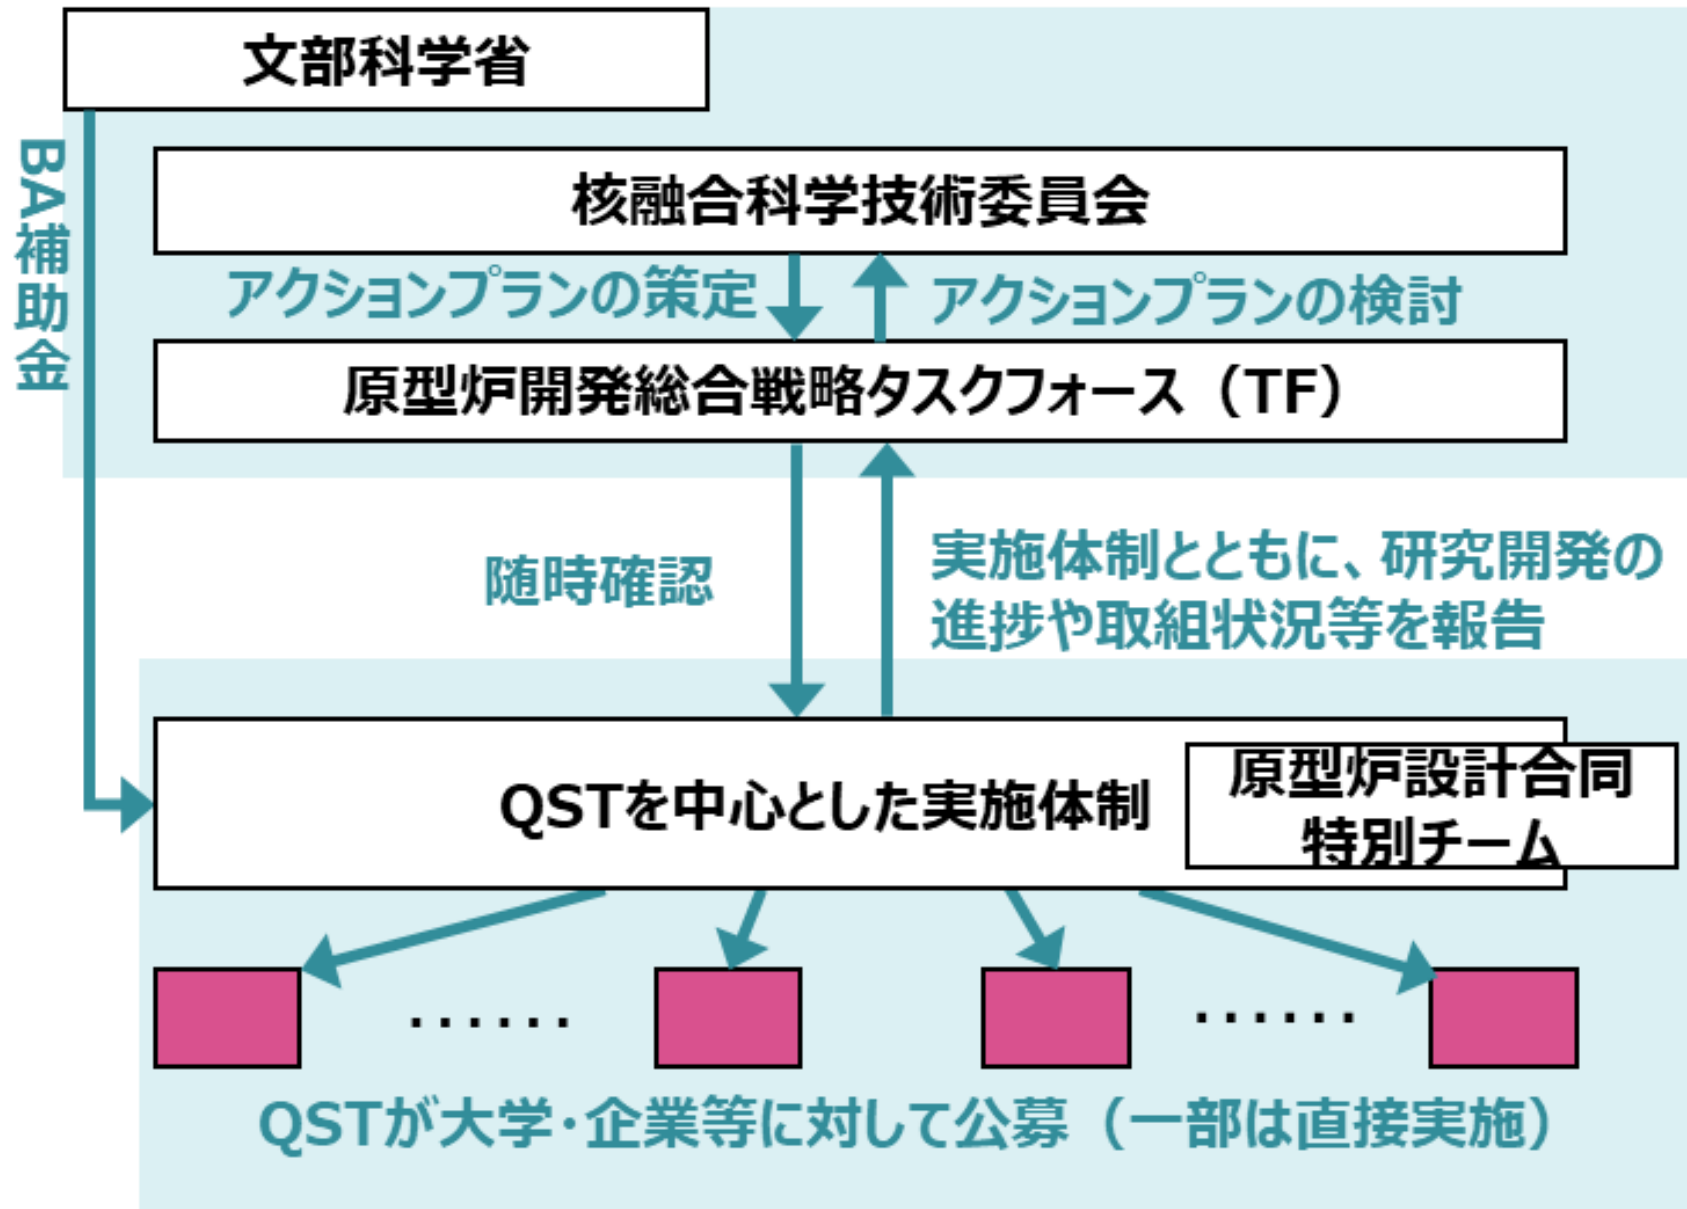 文部科学省
BA補助金
核融合科学技術委員会
アクションプランの策定
アクションプランの検討
原型炉開発総合戦略タスクフォース（TF）
随時確認
実施体制とともに、研究開発の
進捗や取組状況等を報告
QSTを中心とした実施体制
原型炉設計合同
特別チーム
‥‥‥
‥‥‥
QSTが大学・企業等に対して公募（一部は直接実施）